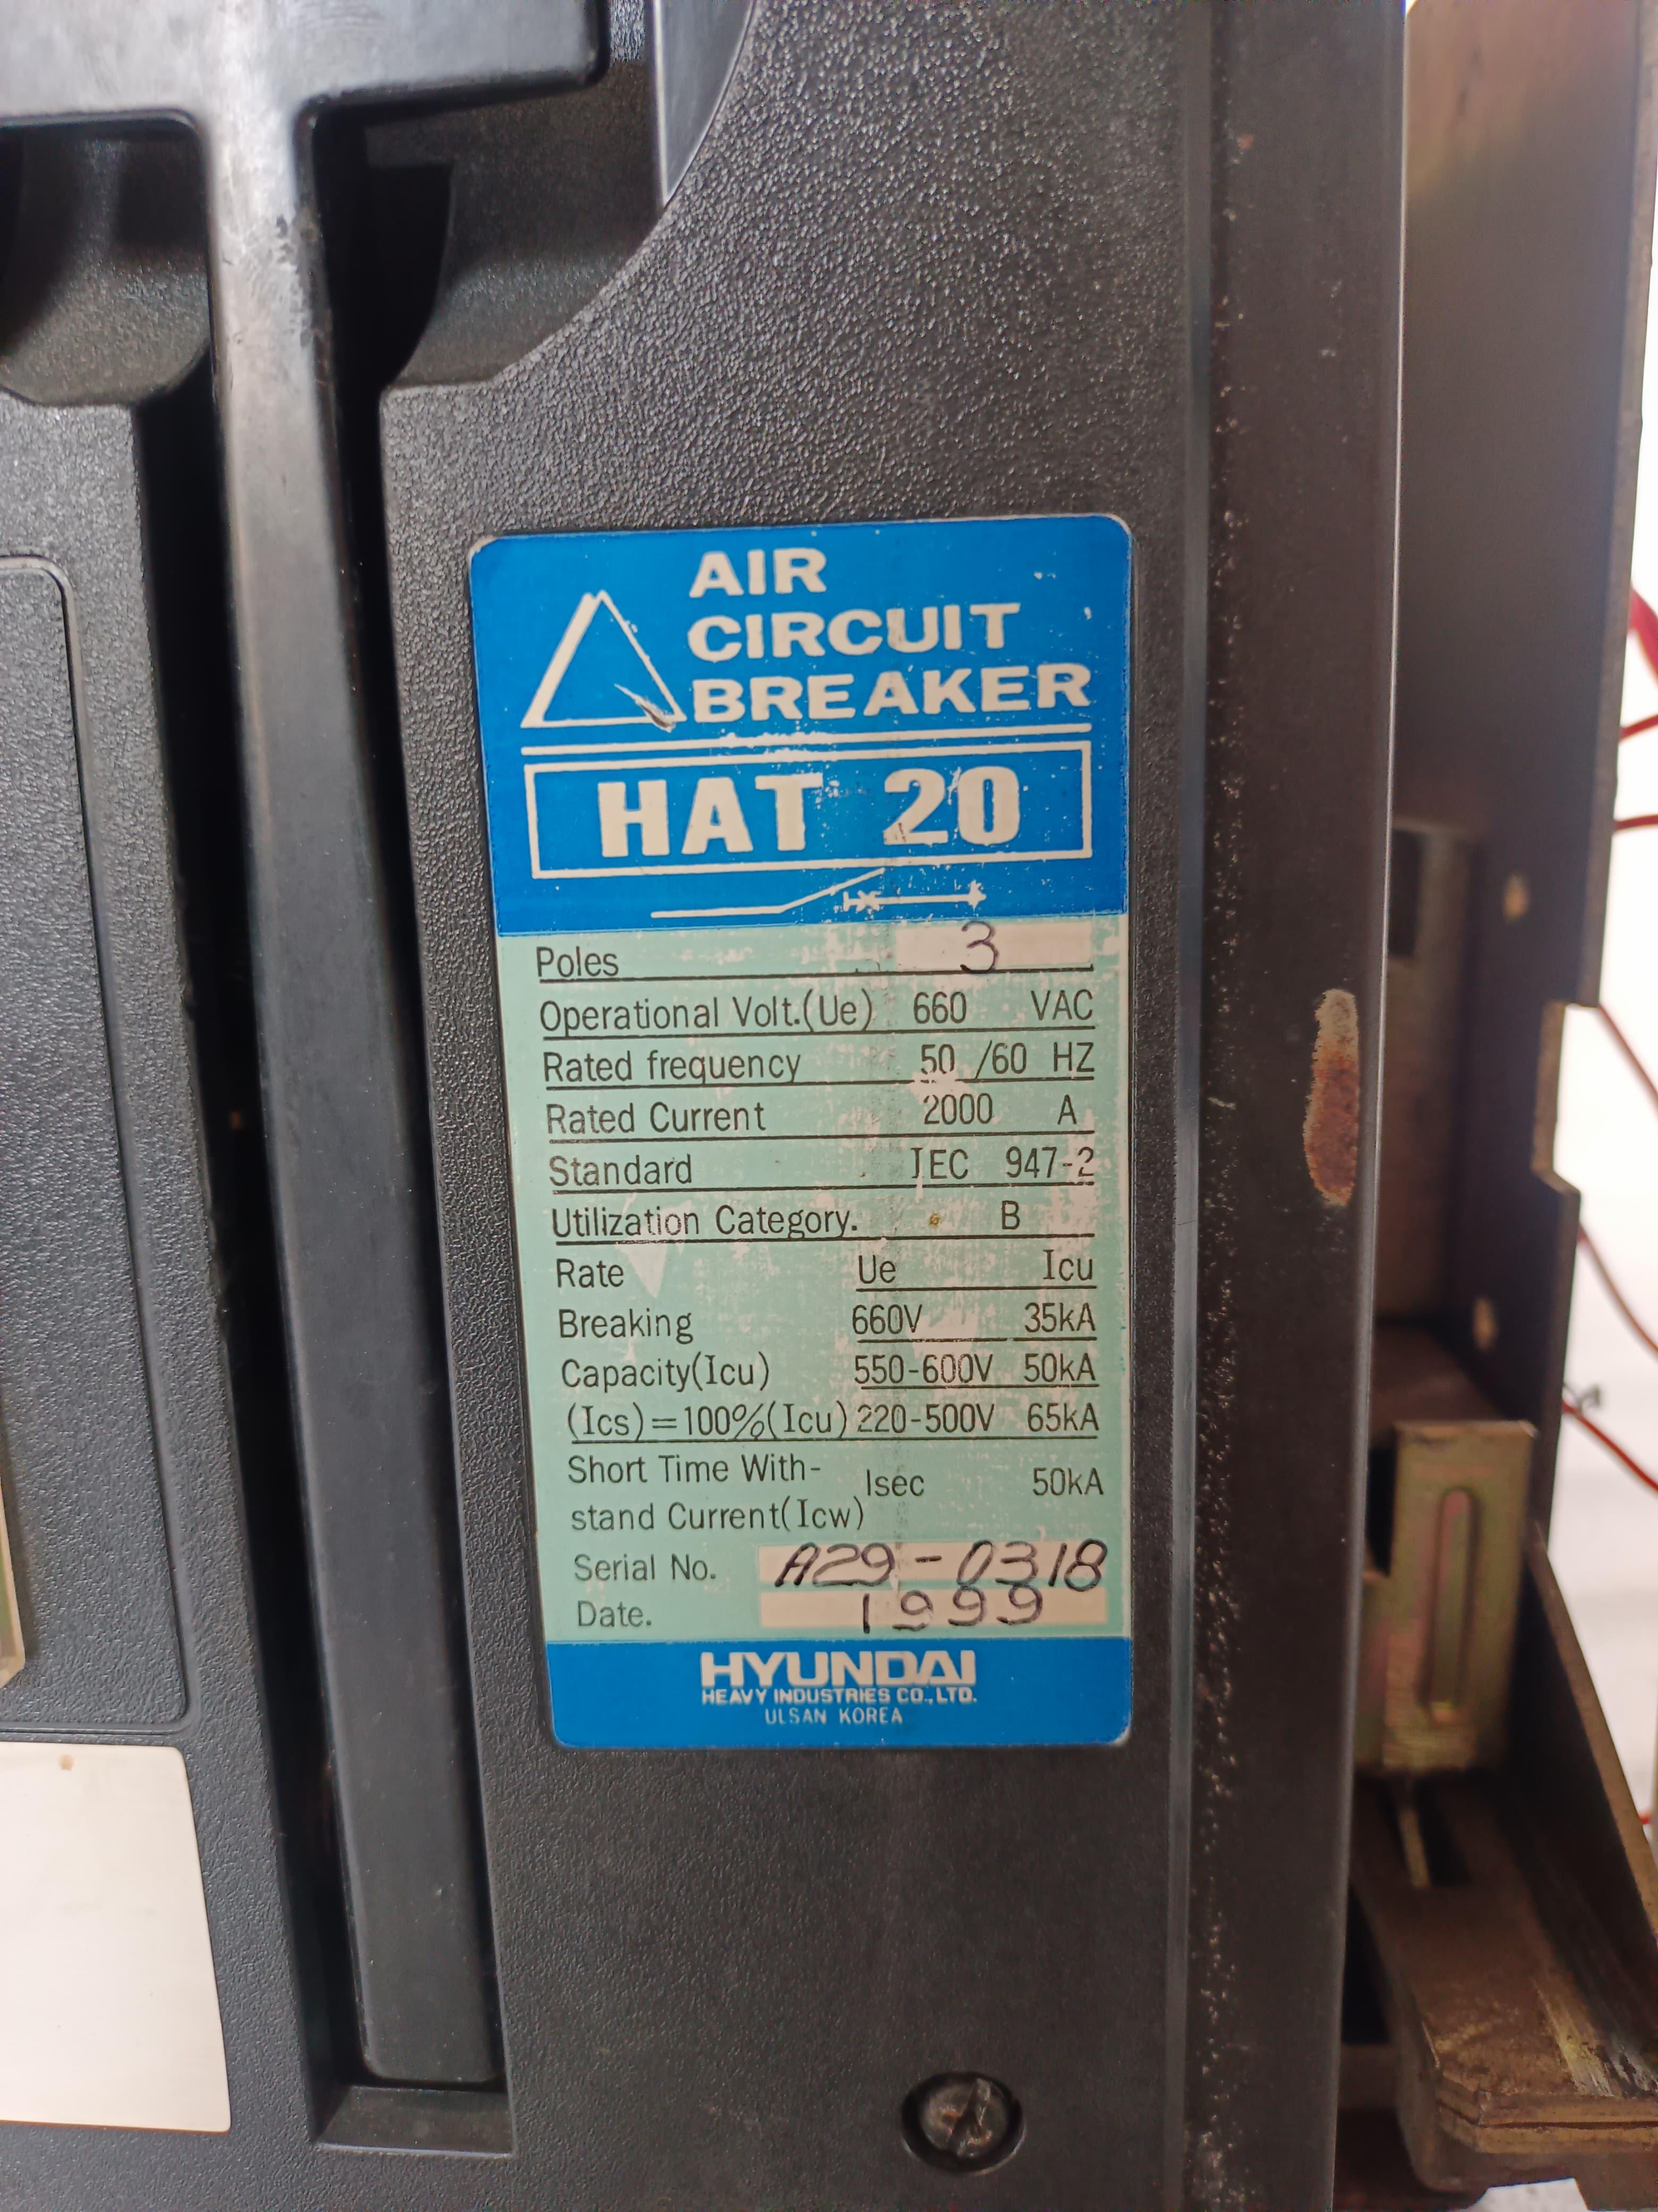 AIR
CIRCUIT
BREAKER
HAT 20
Poles 3
Operational Volt.(Ue) 660 VAC
Rated frequency 50 /60 HZ
Rated Current 2000 A
Standard IEC 947-2
Utilization Category. B
Rate Ue Icu
Breaking 660V 35kA
Capacity(Icu) 550-600V 50kA
(Ics)=100%(Icu) 220-500V 65kA
Short Time With- 1sec 50kA
stand Current(Icw)
Serial No. A29-0318
Date. 1999
HYUNDAI
HEAVY INDUSTRIES CO.,LTD.
ULSAN KOREA